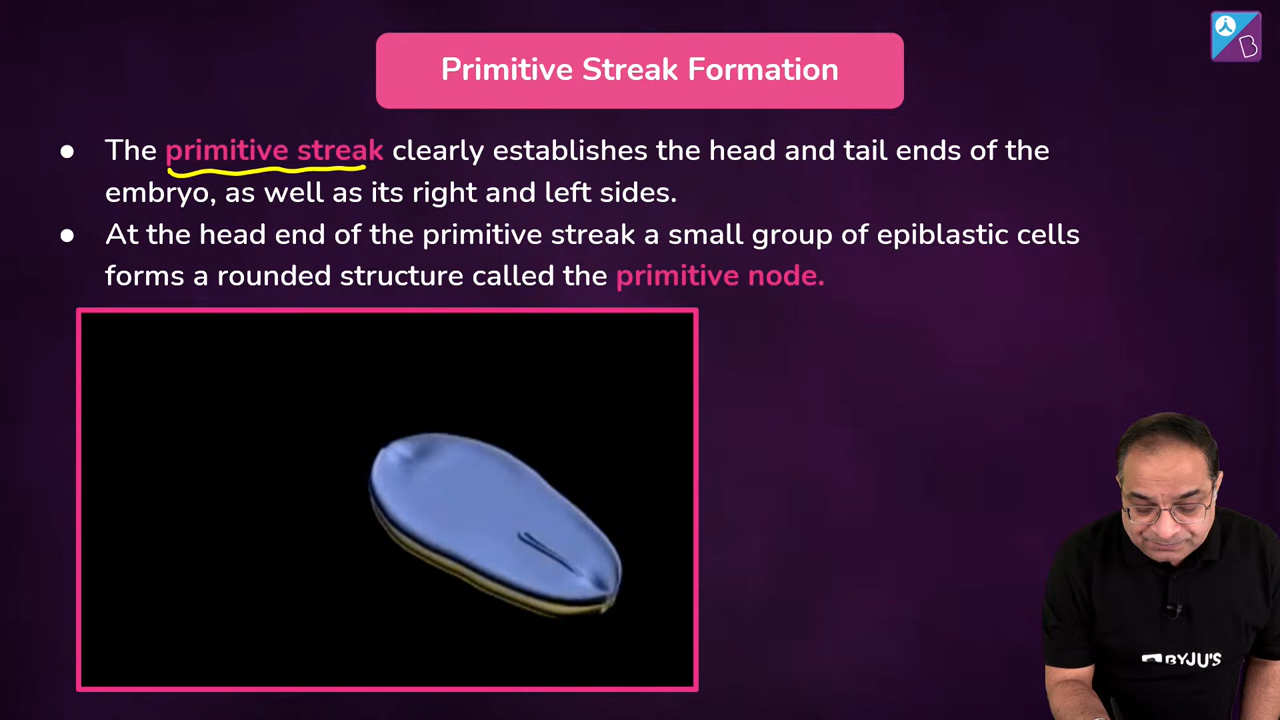 Primitive Streak Formation
● The primitive streak clearly establishes the head and tail ends of the
embryo, as well as its right and left sides.
● At the head end of the primitive streak a small group of epiblastic cells
forms a rounded structure called the primitive node.
B
BYJU'S